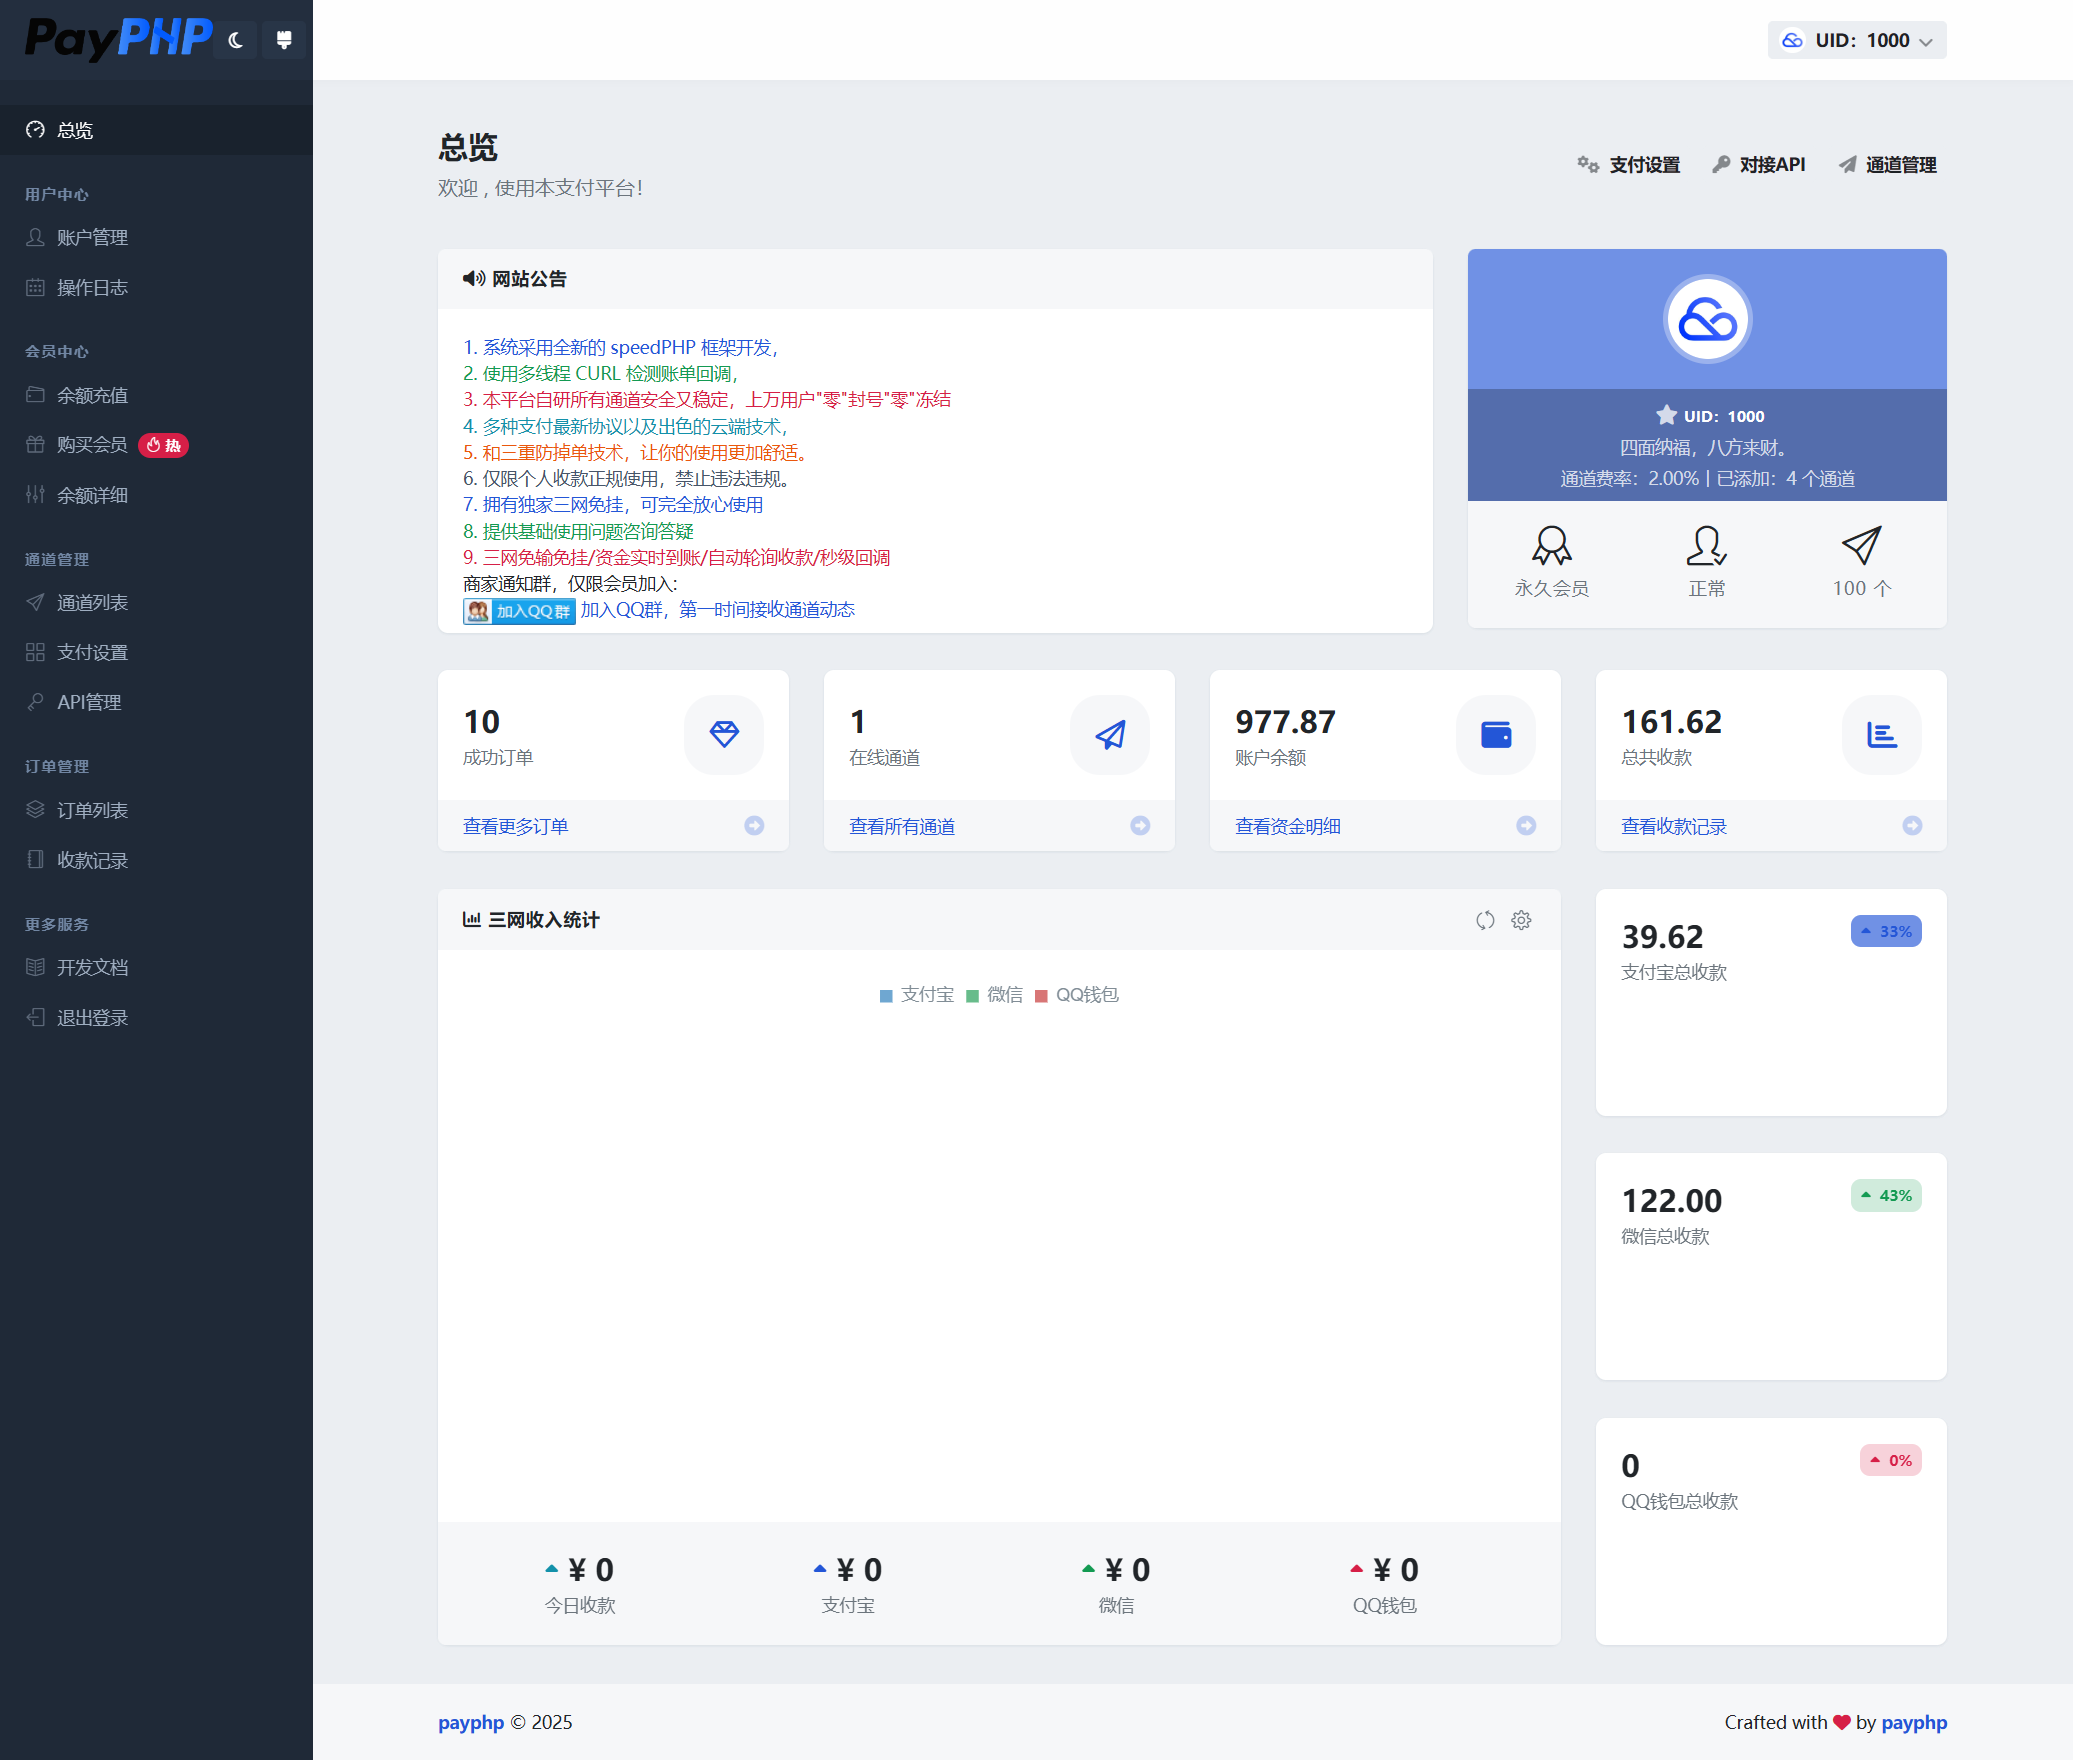 PayPHP
总览
用户中心
账户管理
操作日志
会员中心
余额充值
购买会员 热
余额详细
通道管理
通道列表
支付设置
API管理
订单管理
订单列表
收款记录
更多服务
开发文档
退出登录
UID：1000
总览
欢迎 , 使用本支付平台!
支付设置 对接API 通道管理
网站公告
1. 系统采用全新的 speedPHP 框架开发，
2. 使用多线程 CURL 检测账单回调，
3. 本平台自研所有通道安全又稳定，上万用户"零"封号"零"冻结
4. 多种支付最新协议以及出色的云端技术，
5. 和三重防掉单技术，让你的使用更加舒适。
6. 仅限个人收款正规使用，禁止违法违规。
7. 拥有独家三网免挂，可完全放心使用
8. 提供基础使用问题咨询答疑
9. 三网免输免挂/资金实时到账/自动轮询收款/秒级回调
商家通知群，仅限会员加入：
加入QQ群 加入QQ群，第一时间接收通道动态
UID：1000
四面纳福，八方来财。
通道费率：2.00% | 已添加：4 个通道
永久会员 正常 100 个
10
成功订单
查看更多订单
1
在线通道
查看所有通道
977.87
账户余额
查看资金明细
161.62
总共收款
查看收款记录
三网收入统计
支付宝 微信 QQ钱包
¥ 0 ¥ 0 ¥ 0 ¥ 0
今日收款 支付宝 微信 QQ钱包
39.62 33%
支付宝总收款
122.00 43%
微信总收款
0 0%
QQ钱包总收款
payphp © 2025
Crafted with by payphp